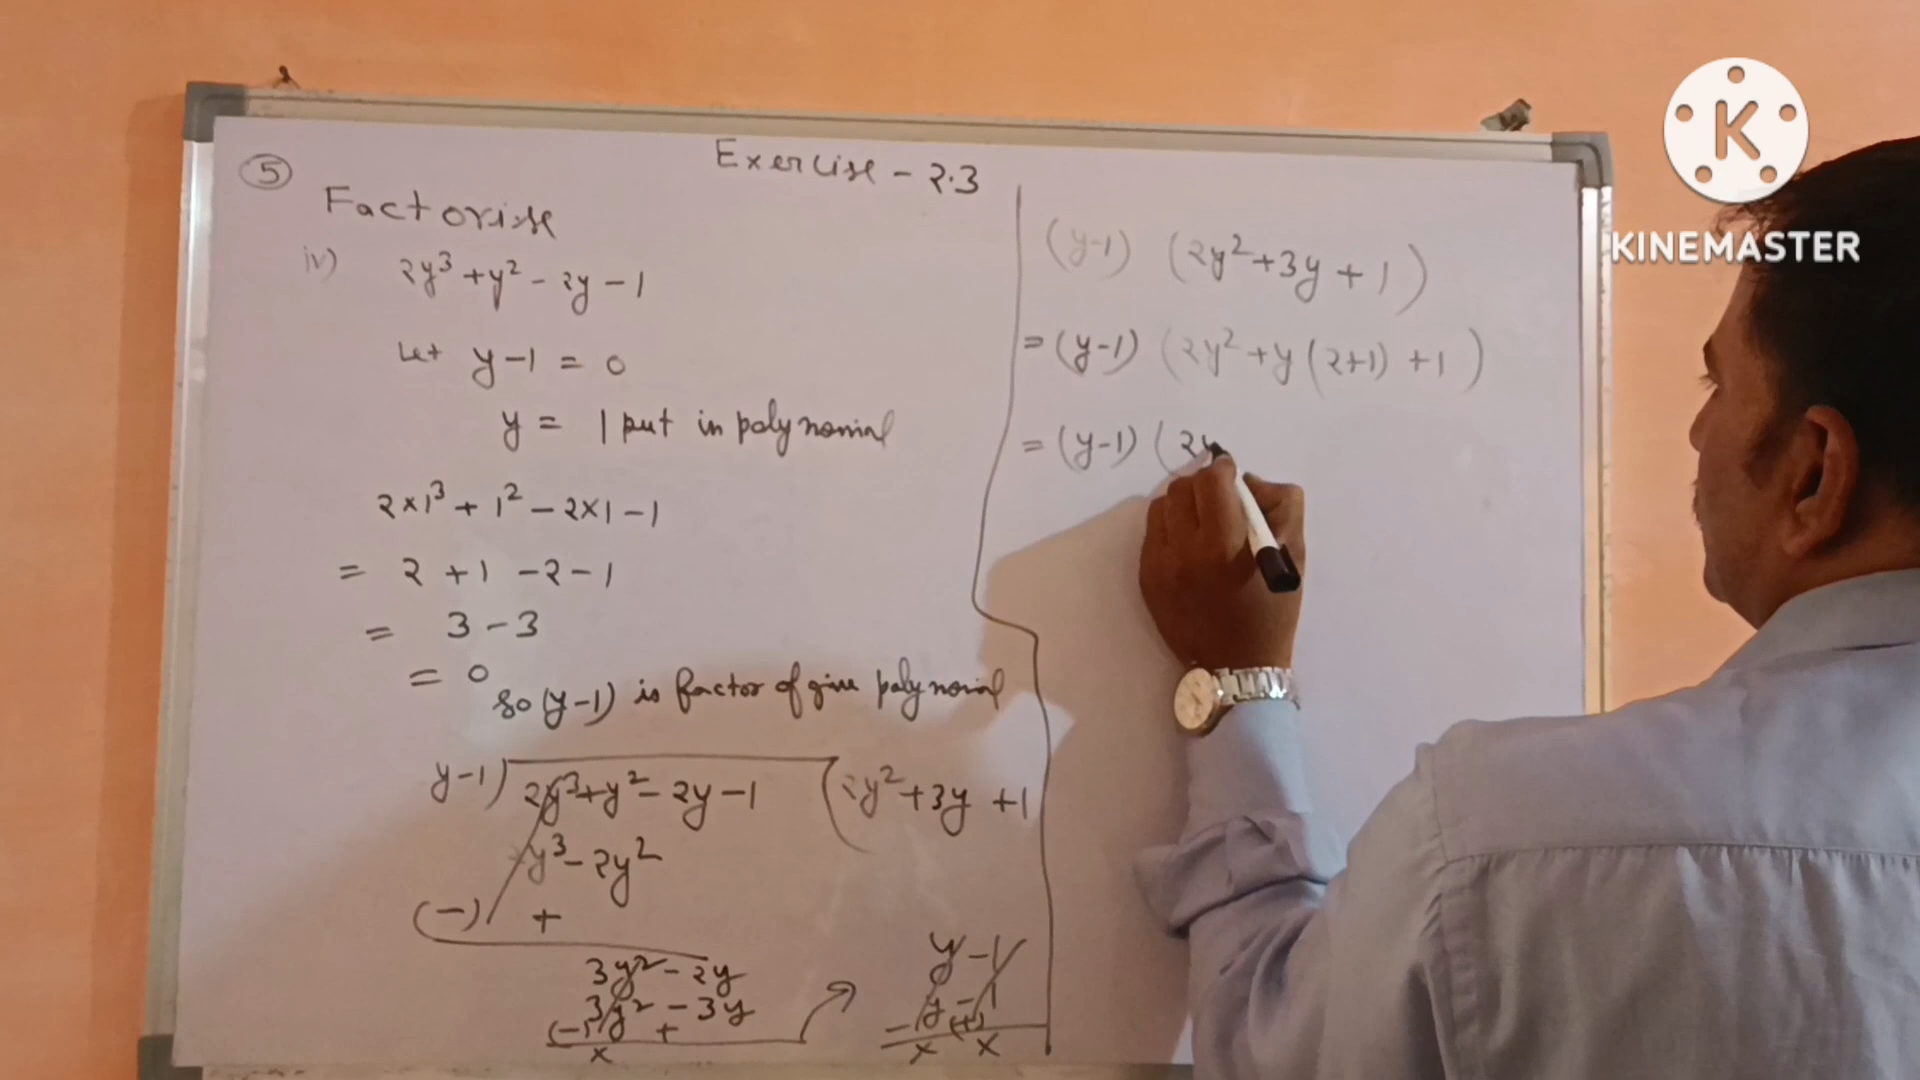 Exercise - 2.3
5
Factorise
iv) 2y³ + y² - 2y - 1
Let y - 1 = 0
y = 1 put in polynomial
2×1³ + 1² - 2×1 - 1
= 2 + 1 - 2 - 1
= 3 - 3
= 0
So (y-1) is factor of give polynomial
y-1) 2y³+y²-2y-1 (2y²+3y+1
y³ - 2y²
(-) +
3y² - 2y
3y² - 3y
(-) +
x
y - 1
y - 1
- (+)
x x
(y-1) (2y²+3y+1)
= (y-1) (2y²+y(2+1)+1)
= (y-1) (2y
K
KINEMASTER